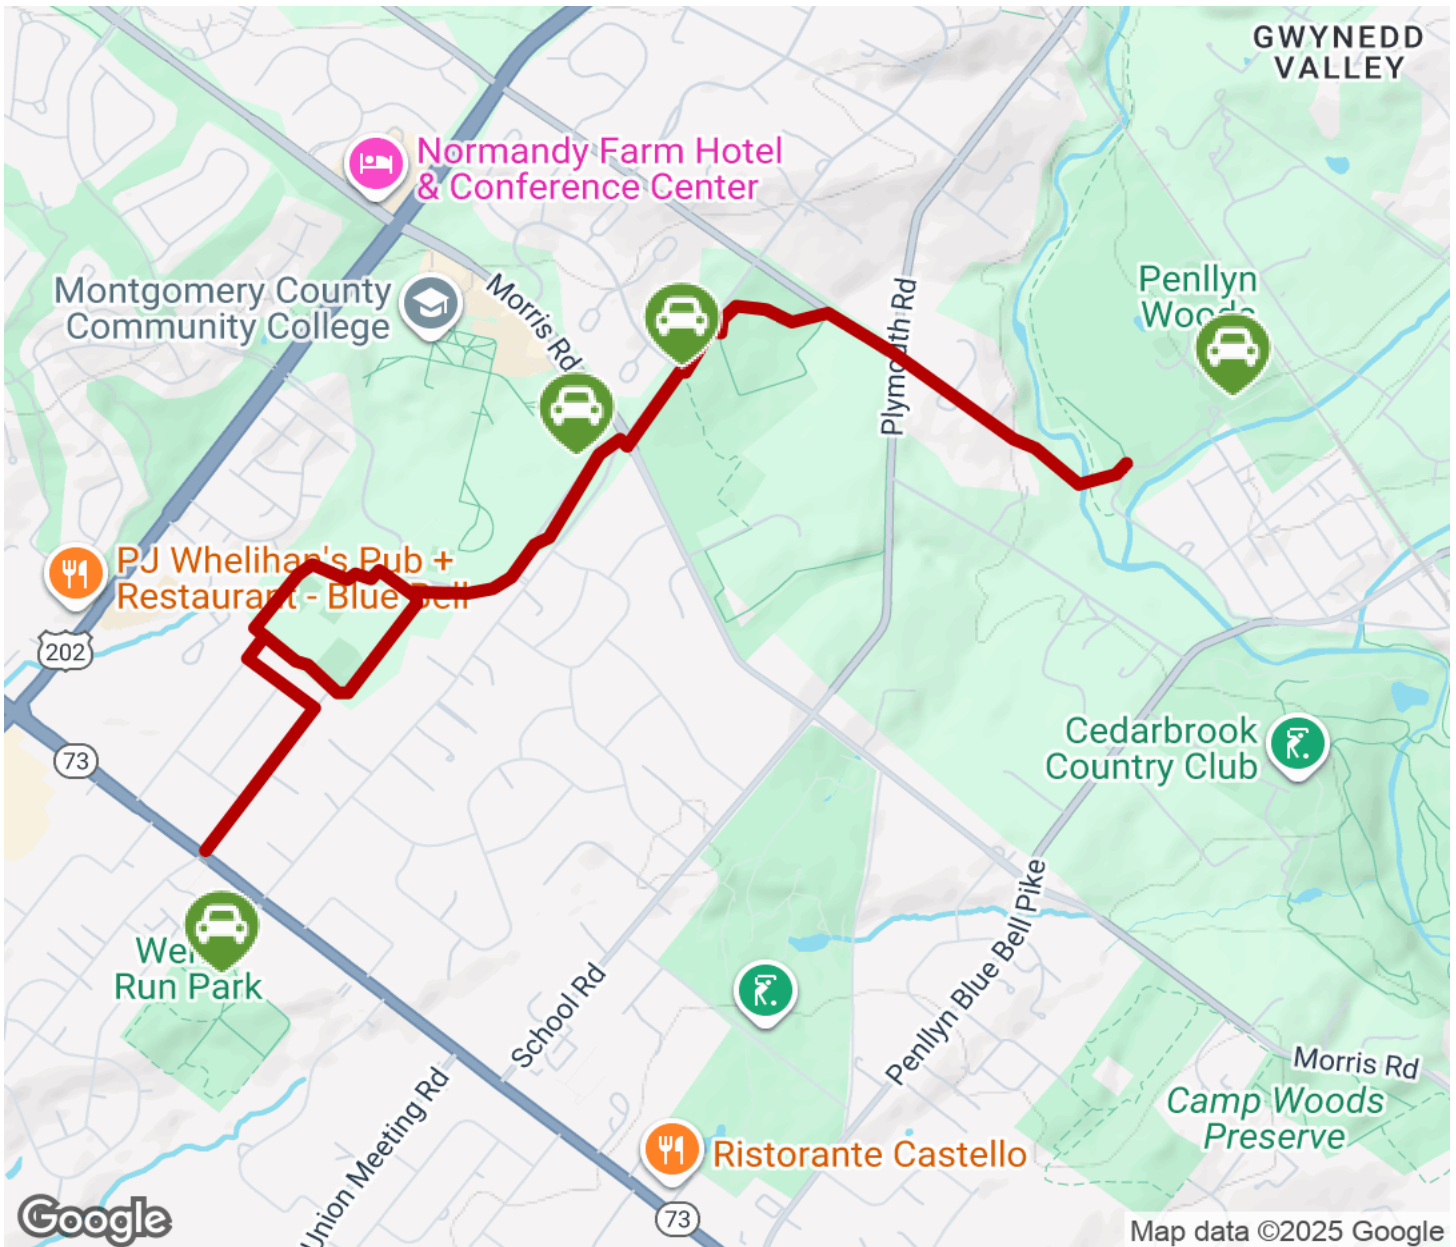 GWYNEDD
VALLEY
Normandy Farm Hotel
& Conference Center
Montgomery County
Community College
Morris Rd
Penllyn
Woods
Plymouth Rd
PJ Whelihan's Pub +
Restaurant - Blue Bell
202
73
Cedarbrook
Country Club
Run Park
School Rd
Penllyn Blue Bell Pike
Union Meeting Rd
Morris Rd
Camp Woods
Preserve
Ristorante Castello
73
Google
Map data ©2025 Google